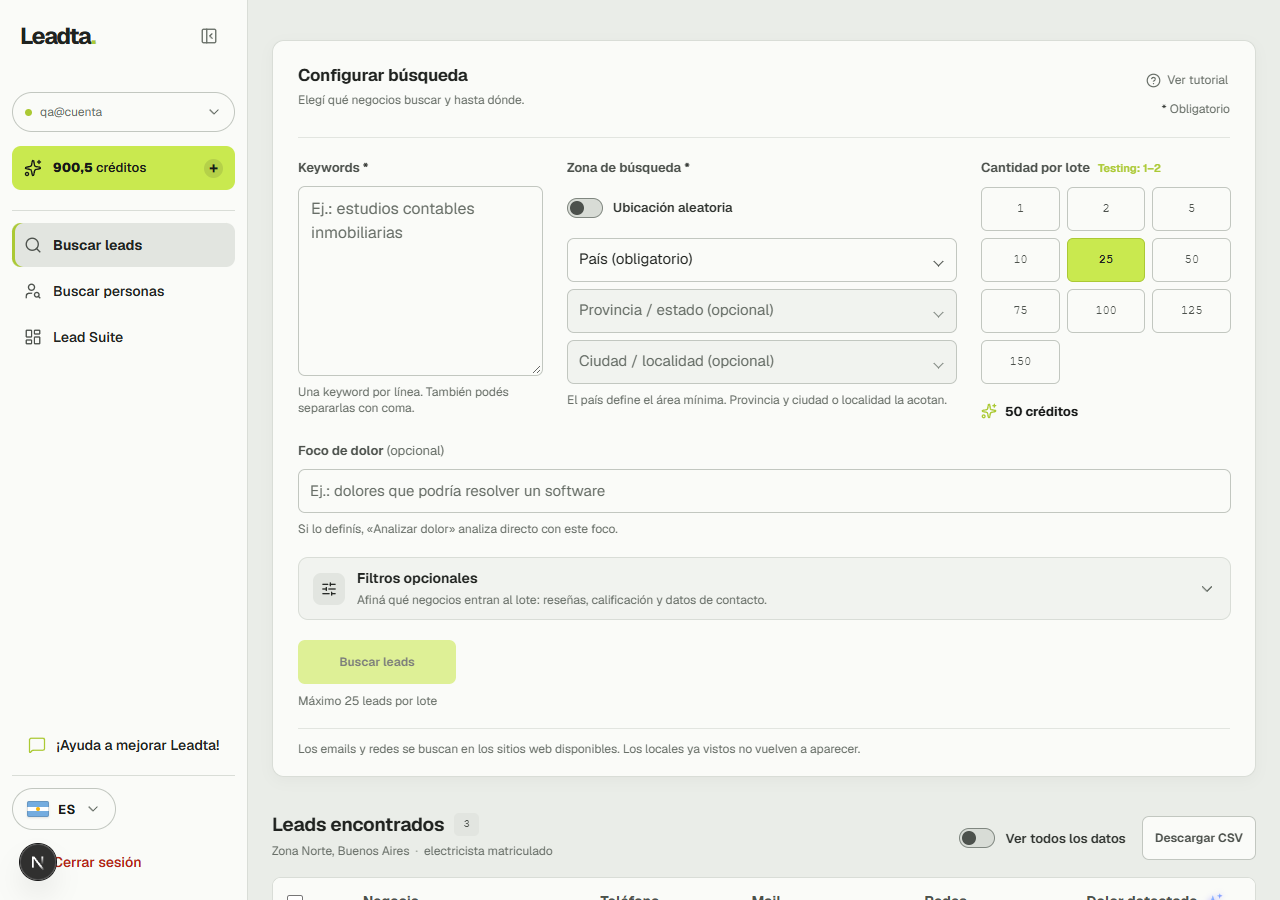 Leadta.
qa@cuenta
900,5 créditos
+
Buscar leads
Buscar personas
Lead Suite
¡Ayuda a mejorar Leadta!
ES
N
Cerrar sesión
Configurar búsqueda
Elegí qué negocios buscar y hasta dónde.
Ver tutorial
* Obligatorio
Keywords *
Ej.: estudios contables
inmobiliarias
Una keyword por línea. También podés
separarlas con coma.
Zona de búsqueda *
Ubicación aleatoria
País (obligatorio)
Provincia / estado (opcional)
Ciudad / localidad (opcional)
El país define el área mínima. Provincia y ciudad o localidad la acotan.
Cantidad por lote Testing: 1–2
1 2 5
10 25 50
75 100 125
150
50 créditos
Foco de dolor (opcional)
Ej.: dolores que podría resolver un software
Si lo definís, «Analizar dolor» analiza directo con este foco.
Filtros opcionales
Afiná qué negocios entran al lote: reseñas, calificación y datos de contacto.
Buscar leads
Máximo 25 leads por lote
Los emails y redes se buscan en los sitios web disponibles. Los locales ya vistos no vuelven a aparecer.
Leads encontrados 3
Zona Norte, Buenos Aires · electricista matriculado
Ver todos los datos
Descargar CSV
Negocio Teléfono Mail Redes Dolor detectado